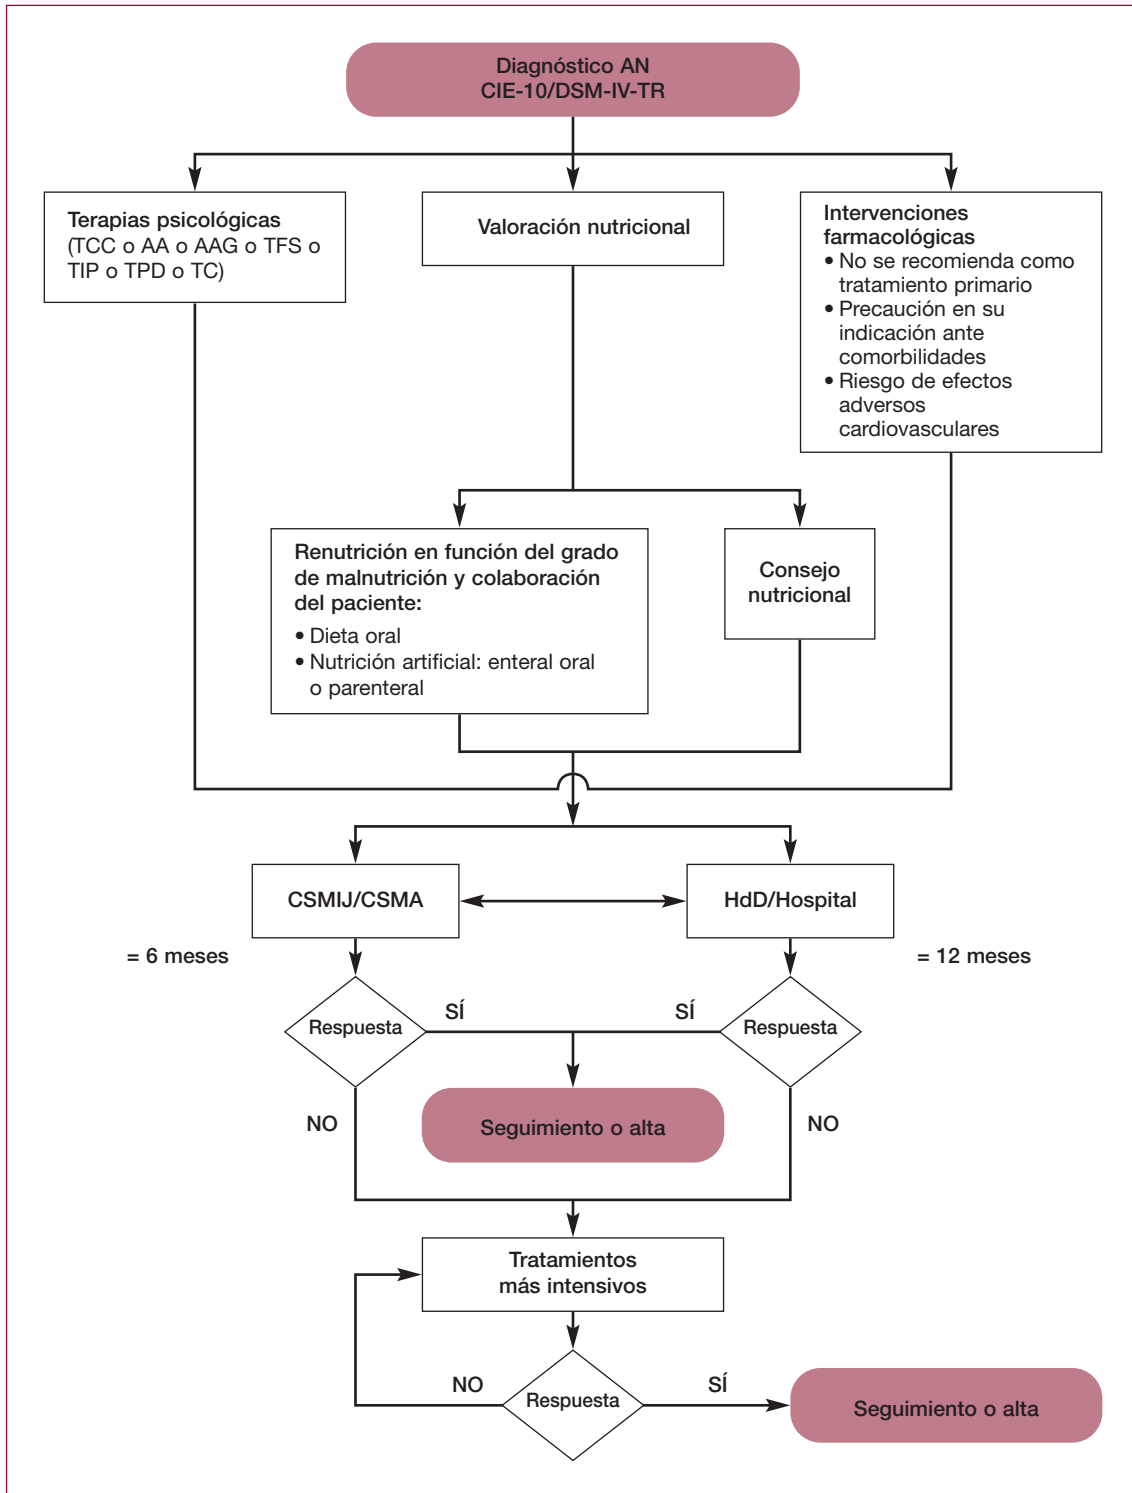 Diagnóstico AN
CIE-10/DSM-IV-TR
Terapias psicológicas
(TCC o AA o AAG o TFS o
TIP o TPD o TC)
Valoración nutricional
Intervenciones
farmacológicas
• No se recomienda como
tratamiento primario
• Precaución en su
indicación ante
comorbilidades
• Riesgo de efectos
adversos
cardiovasculares
Renutrición en función del grado
de malnutrición y colaboración
del paciente:
• Dieta oral
• Nutrición artificial: enteral oral
o parenteral
Consejo
nutricional
CSMIJ/CSMA
HdD/Hospital
= 6 meses
= 12 meses
Respuesta
SÍ
SÍ
Respuesta
NO
Seguimiento o alta
NO
Tratamientos
más intensivos
NO
Respuesta
SÍ
Seguimiento o alta